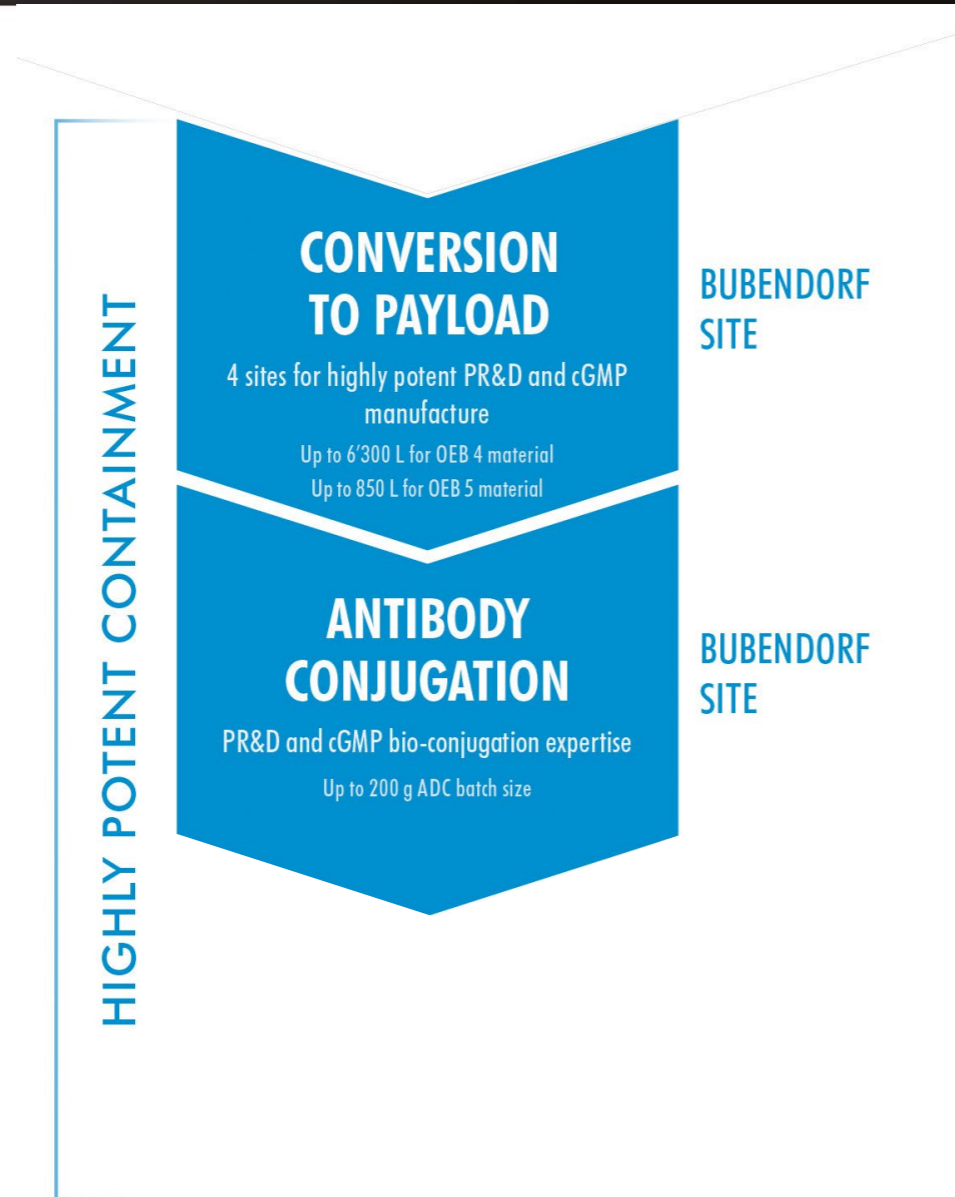 HIGHLY POTENT CONTAINMENT
CONVERSION
TO PAYLOAD
4 sites for highly potent PR&D and cGMP
manufacture
Up to 6’300 L for OEB 4 material
Up to 850 L for OEB 5 material
BUBENDORF
SITE
ANTIBODY
CONJUGATION
PR&D and cGMP bio-conjugation expertise
Up to 200 g ADC batch size
BUBENDORF
SITE